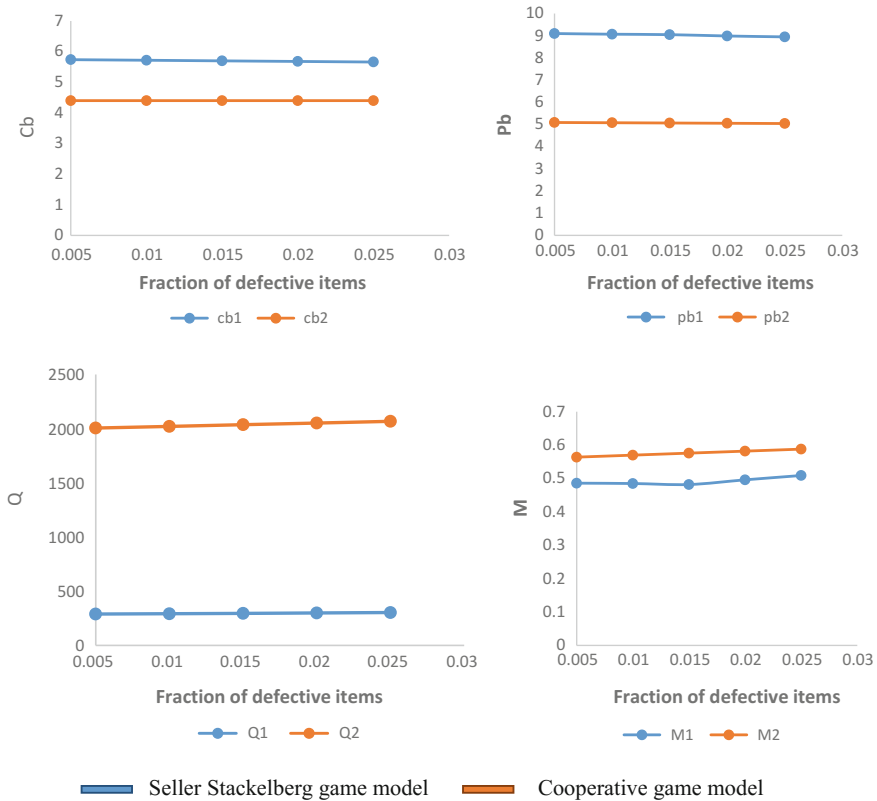 7
6
5
4
3
2
1
0
Cb
0.005 0.01 0.015 0.02 0.025 0.03
Fraction of defective items
cb1 cb2
10
9
8
7
6
5
4
3
2
1
0
Pb
0.005 0.01 0.015 0.02 0.025 0.03
Fraction of defective items
pb1 pb2
2500
2000
1500
1000
500
0
Q
0.005 0.01 0.015 0.02 0.025 0.03
Fraction of defective items
Q1 Q2
0.7
0.6
0.5
0.4
0.3
0.2
0.1
0
M
0.005 0.01 0.015 0.02 0.025 0.03
Fraction of defective items
M1 M2
Seller Stackelberg game model Cooperative game model